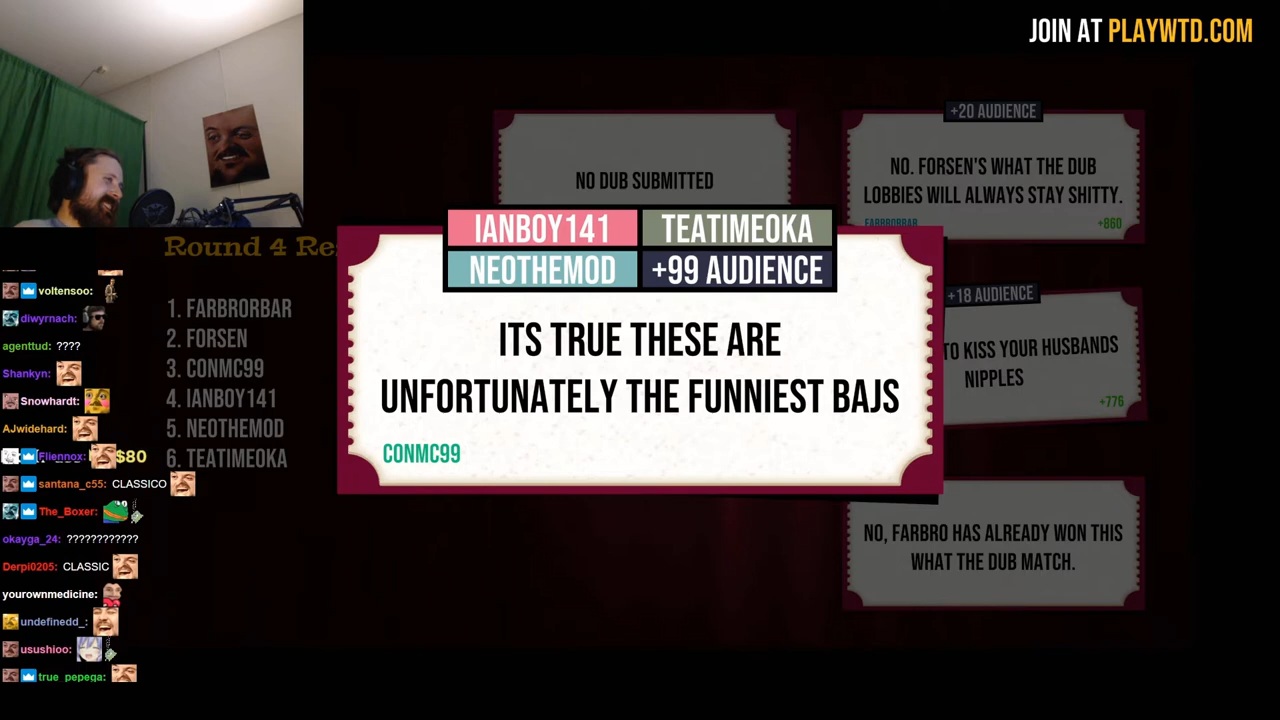 JOIN AT PLAYWTD.COM
+20 AUDIENCE
NO DUB SUBMITTED
NO. FORSEN'S WHAT THE DUB
LOBBIES WILL ALWAYS STAY SHITTY.
FARBRORBAR
+860
IANBOY141
TEATIMEOKA
NEOTHEMOD
+99 AUDIENCE
ITS TRUE THESE ARE
UNFORTUNATELY THE FUNNIEST BAJS
CONMC99
+18 AUDIENCE
TO KISS YOUR HUSBANDS
NIPPLES
+776
NO, FARBRO HAS ALREADY WON THIS
WHAT THE DUB MATCH.
Round 4 Re
1. FARBRORBAR
2. FORSEN
3. CONMC99
4. IANBOY141
5. NEOTHEMOD
6. TEATIMEOKA
voltensoo:
diwyrnach:
agenttud: ????
Shankyn:
Snowhardt:
AJwidehard:
Fliennox: $80
santana_c55: CLASSICO
The_Boxer:
okayga_24: ????????????
Derpi0205: CLASSIC
yourownmedicine:
undefinedd_:
usushioo:
true_pepega: